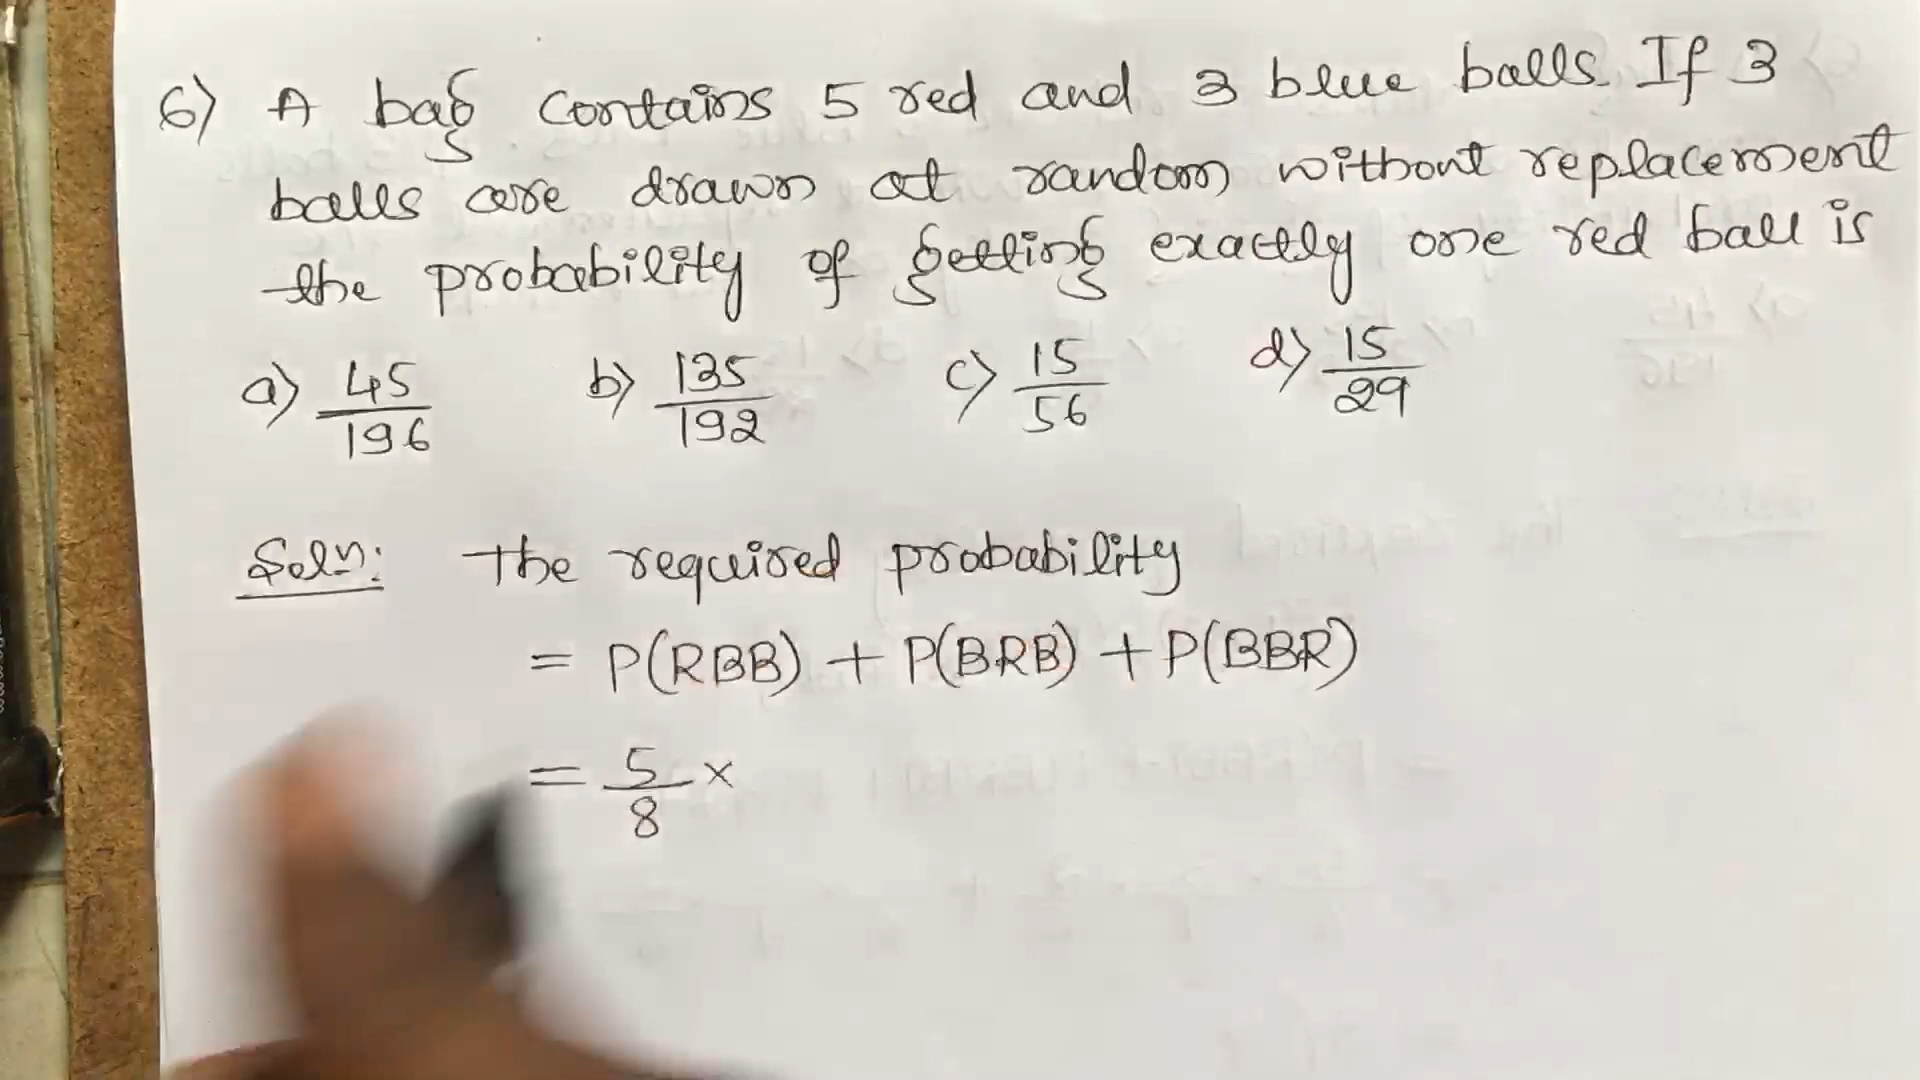 6) A bag contains 5 red and 3 blue balls. If 3
balls are drawn at random without replacement
the probability of getting exactly one red ball is
a) 45/196 b) 135/192 c) 15/56 d) 15/29
Soln: The required probability
= P(RBB) + P(BRB) + P(BBR)
= 5/8 ×